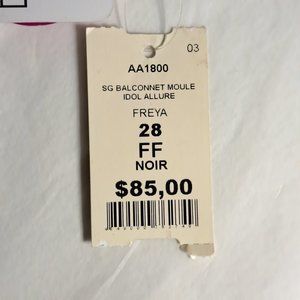 03
AA1800
SG BALCONNET MOULE
IDOL ALLURE
FREYA
28
FF
NOIR
$85,00